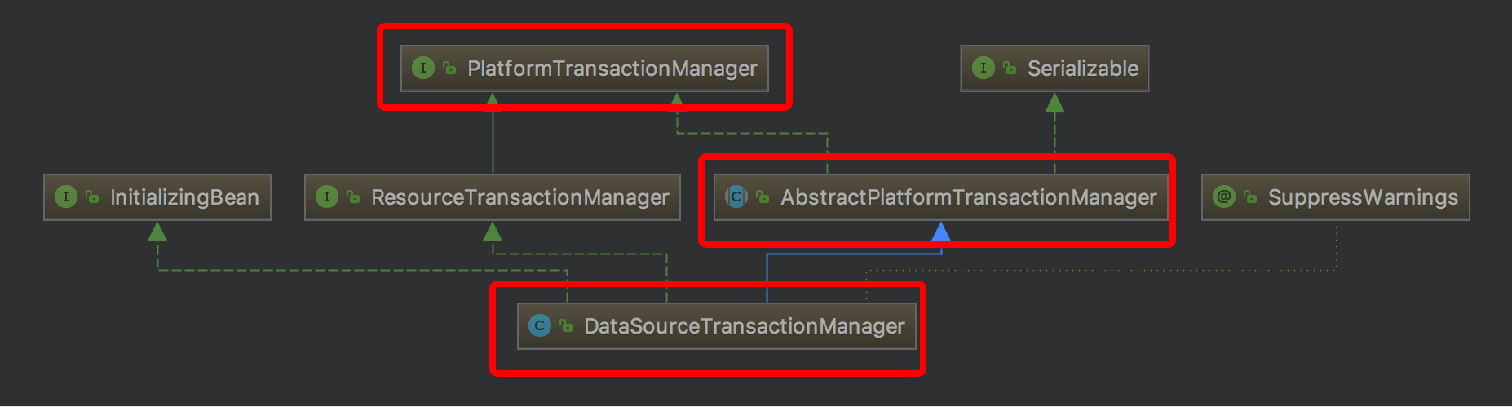 I PlatformTransactionManager
I Serializable
I InitializingBean
I ResourceTransactionManager
C AbstractPlatformTransactionManager
@ SuppressWarnings
C DataSourceTransactionManager